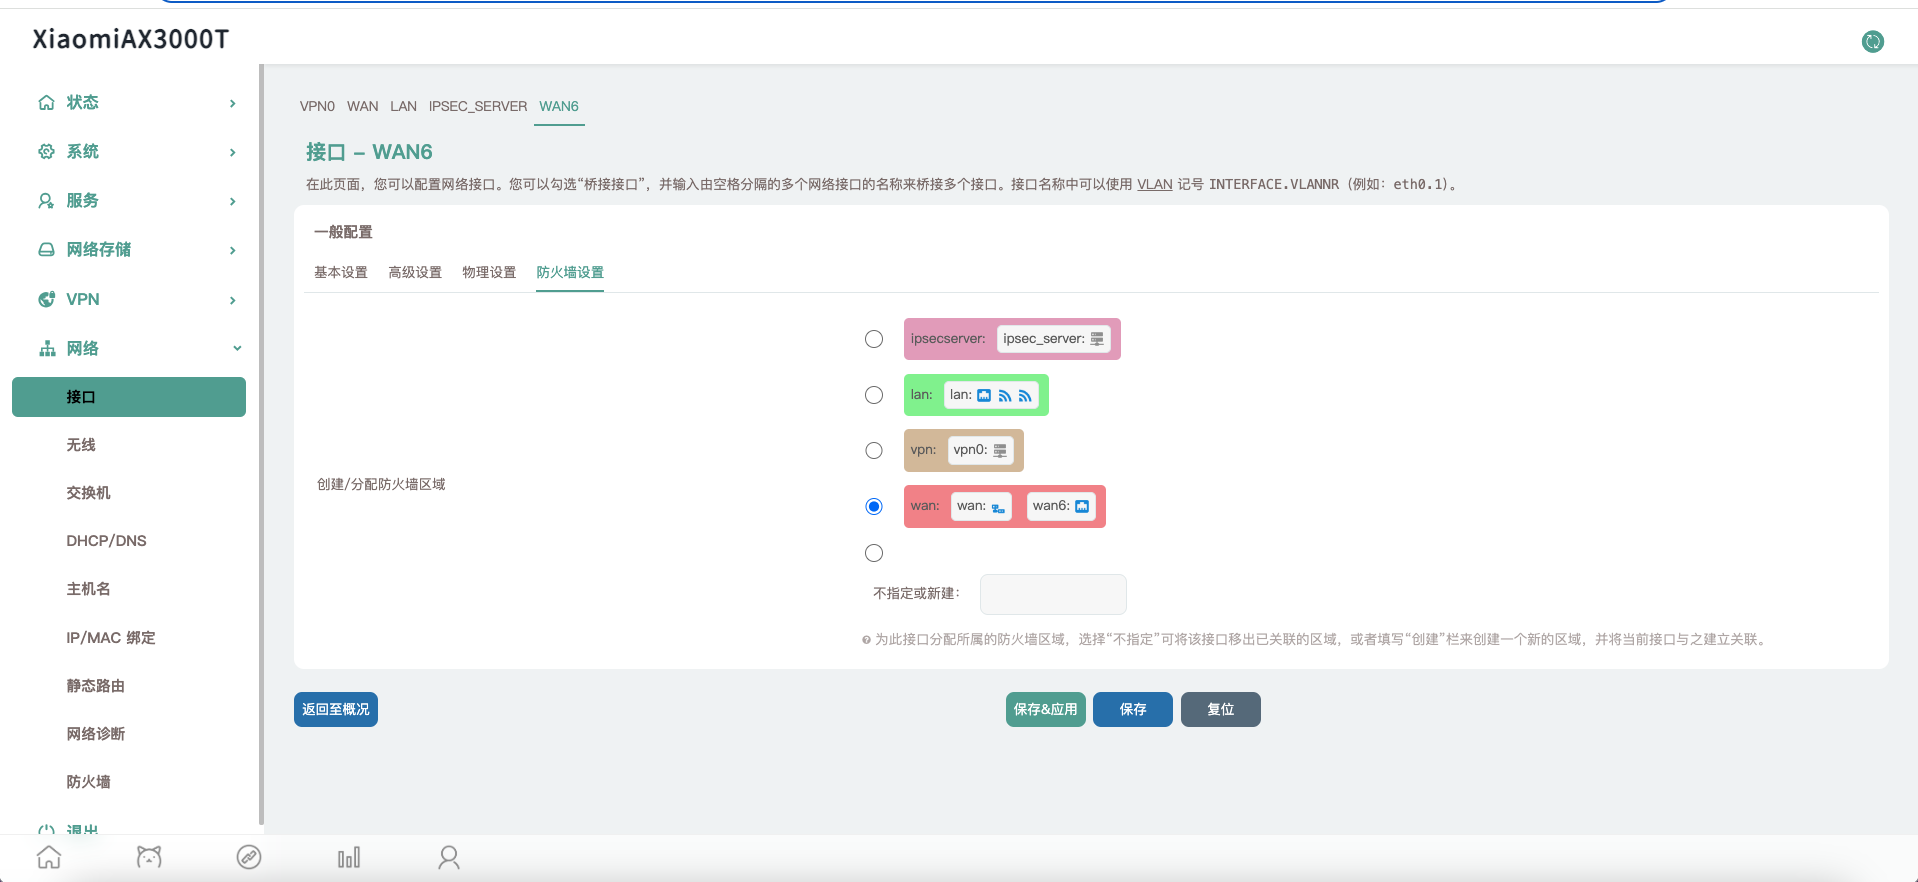 XiaomiAX3000T
状态
系统
服务
网络存储
VPN
网络
接口
无线
交换机
DHCP/DNS
主机名
IP/MAC 绑定
静态路由
网络诊断
防火墙
退出
VPN0 WAN LAN IPSEC_SERVER WAN6
接口 – WAN6
在此页面，您可以配置网络接口。您可以勾选“桥接接口”，并输入由空格分隔的多个网络接口的名称来桥接多个接口。接口名称中可以使用 VLAN 记号 INTERFACE.VLANNR（例如：eth0.1）。
一般配置
基本设置 高级设置 物理设置 防火墙设置
创建/分配防火墙区域
ipsecserver: ipsec_server:
lan: lan:
vpn: vpn0:
wan: wan: wan6:
不指定或新建：
为此接口分配所属的防火墙区域，选择“不指定”可将该接口移出已关联的区域，或者填写“创建”栏来创建一个新的区域，并将当前接口与之建立关联。
返回至概况 保存&应用 保存 复位